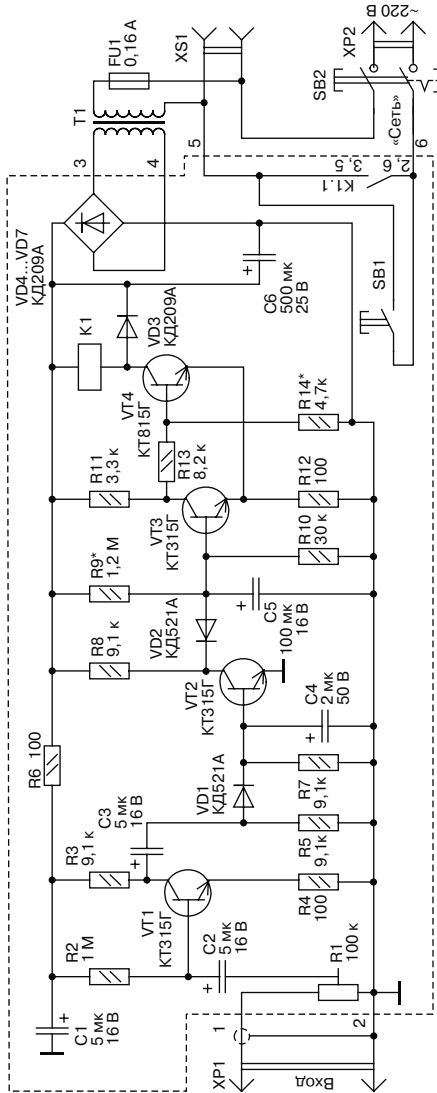 C1
5 мк
16 В
R2
1М
R3
9,1 к
C3
5 мк
16 В
R6 100
R8
9,1 к
R9*
1,2 М
R11
3,3 к
K1
VD4...VD7
КД209А
3
4
T1
FU1
0,16 А
VT1
КТ315Г
C2
5 мк
16 В
VD1
КД521А
VT2
КТ315Г
VD2
КД521А
VT3
КТ315Г
R13
8,2 к
VT4
КТ815Г
VD3
КД209А
C6
500 мк
25 В
5
XS1
XP1
Вход
1
2
R1
100 к
R4
100
R5
9,1 к
R7
9,1 к
C4
2 мк
50 В
C5
100 мк
16 В
R10
30 к
R12
100
R14*
4,7к
SB1
K1.1
3,5
2,6
6
«Сеть»
SB2
XP2
~220 В